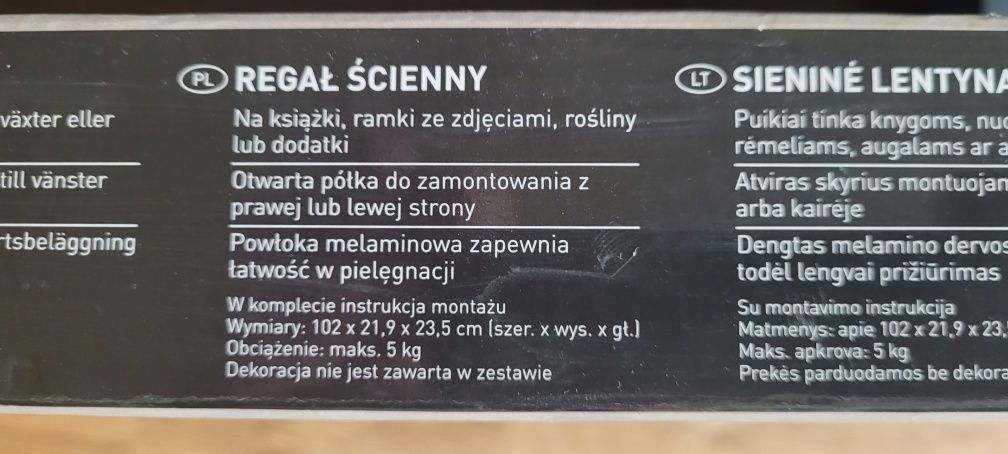 växter eller
till vänster
rtsbeläggning
PL REGAŁ ŚCIENNY
Na książki, ramki ze zdjęciami, rośliny
lub dodatki
Otwarta półka do zamontowania z
prawej lub lewej strony
Powłoka melaminowa zapewnia
łatwość w pielęgnacji
W komplecie instrukcja montażu
Wymiary: 102 x 21,9 x 23,5 cm (szer. x wys. x gł.)
Obciążenie: maks. 5 kg
Dekoracja nie jest zawarta w zestawie
LT SIENINĖ LENTYNA
Puikiai tinka knygoms, nuo
rėmeliams, augalams ar a
Atviras skyrius montuojam
arba kairėje
Dengtas melamino dervos
todėl lengvai prižiūrimas
Su montavimo instrukcija
Matmenys: apie 102 x 21,9 x 23,
Maks. apkrova: 5 kg
Prekės parduodamos be dekora